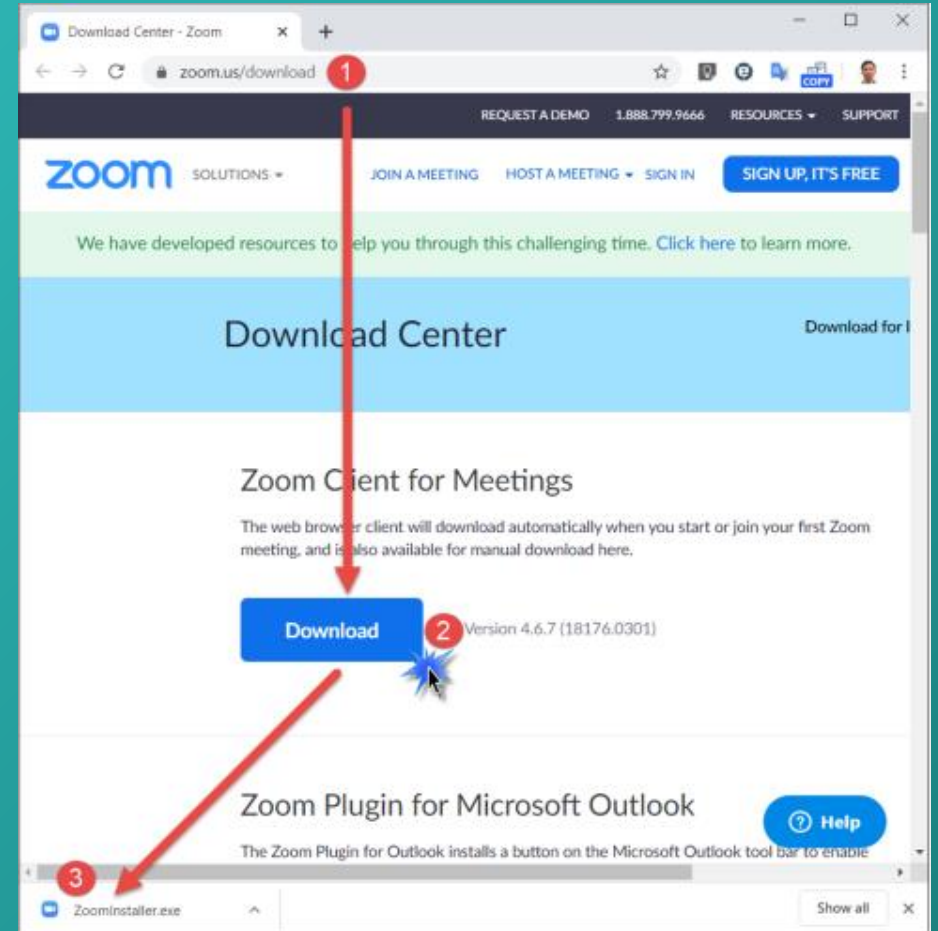 Download Center - Zoom
zoom.us/download
1
COPY
REQUEST A DEMO 1.888.799.9666 RESOURCES SUPPORT
zoom SOLUTIONS JOIN A MEETING HOST A MEETING SIGN IN SIGN UP, IT'S FREE
We have developed resources to help you through this challenging time. Click here to learn more.
Download Center
Download for I
Zoom Client for Meetings
The web browser client will download automatically when you start or join your first Zoom
meeting, and is also available for manual download here.
Download 2 Version 4.6.7 (18176.0301)
Zoom Plugin for Microsoft Outlook
Help
The Zoom Plugin for Outlook installs a button on the Microsoft Outlook tool bar to enable
3
ZoomInstaller.exe
Show all